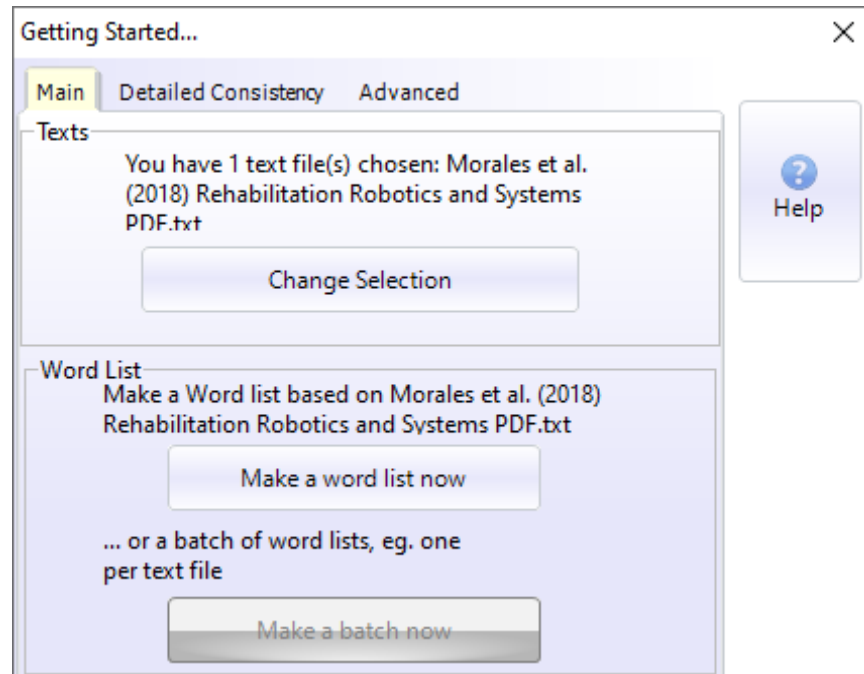 Getting Started...
Main Detailed Consistency Advanced
Texts
You have 1 text file(s) chosen: Morales et al.
(2018) Rehabilitation Robotics and Systems
PDF.txt
Change Selection
Help
Word List
Make a Word list based on Morales et al. (2018)
Rehabilitation Robotics and Systems PDF.txt
Make a word list now
... or a batch of word lists, eg. one
per text file
Make a batch now